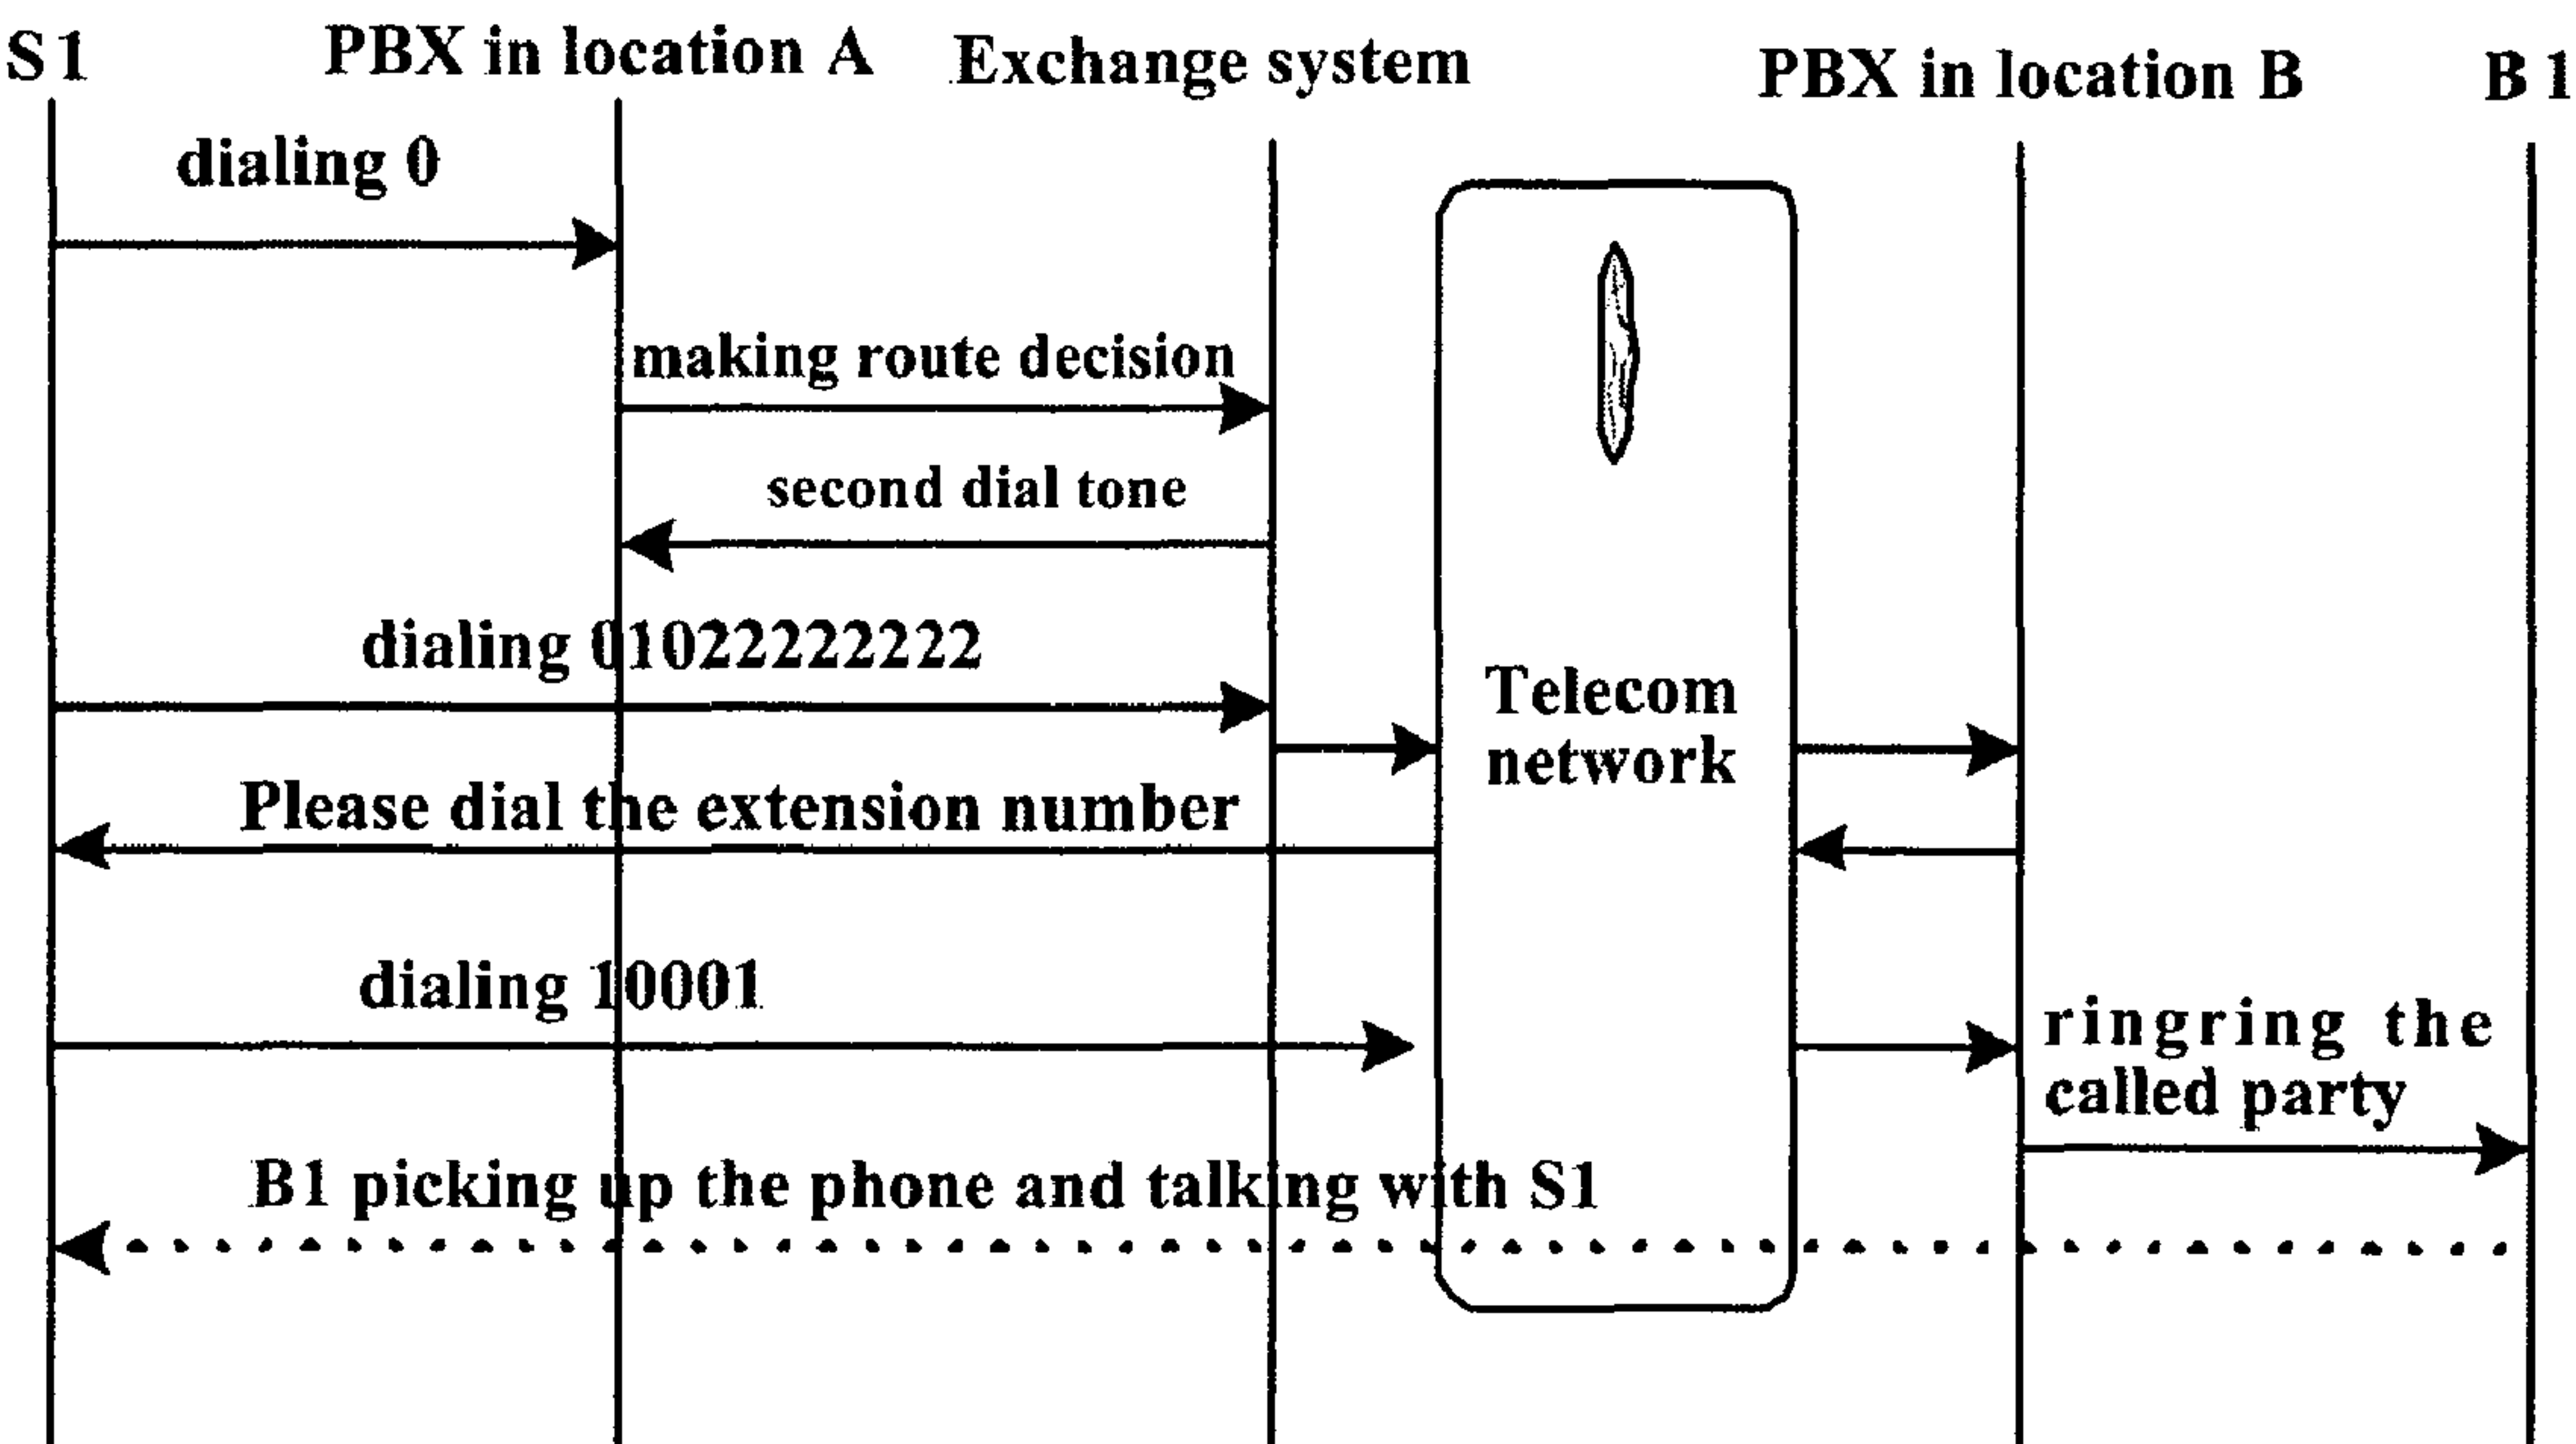 S1
PBX in location A
Exchange system
PBX in location B
B1
dialing 0
making route decision
second dial tone
dialing 01022222222
Telecom
network
Please dial the extension number
dialing 10001
ringring the
called party
B1 picking up the phone and talking with S1